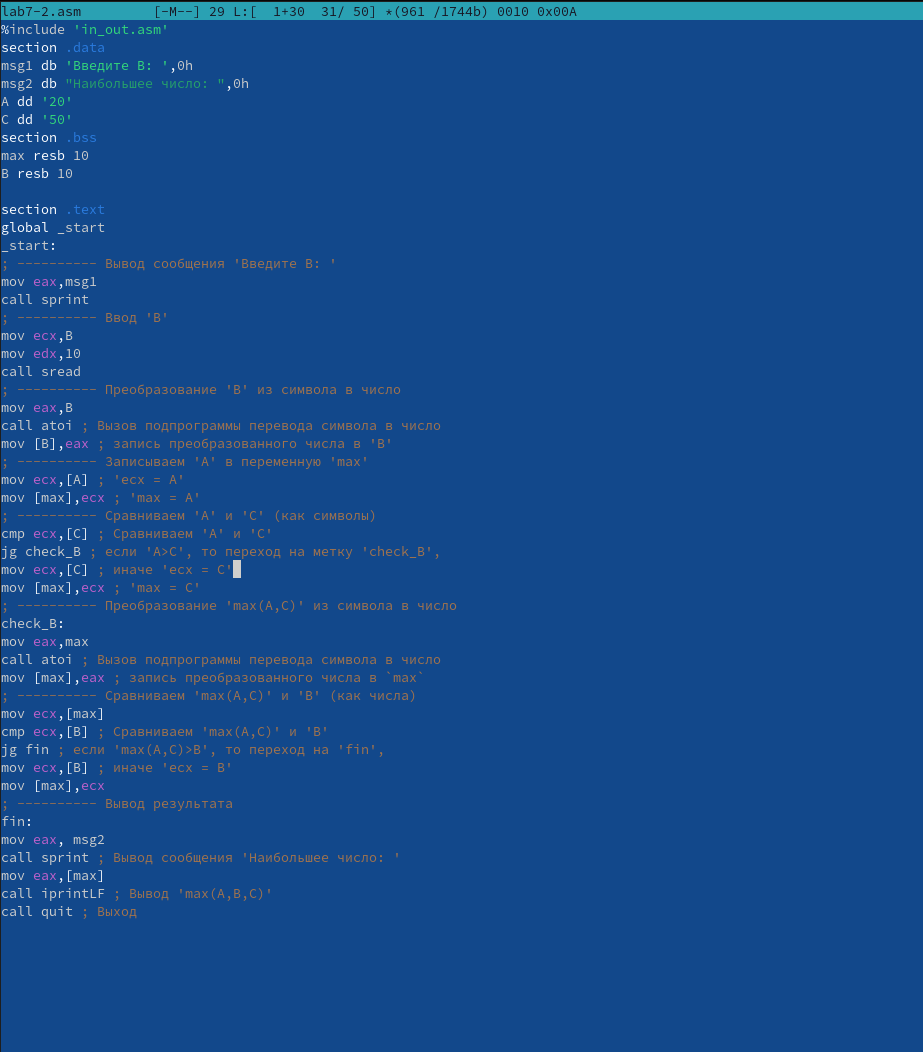 lab7-2.asm [-M--] 29 L:[ 1+30 31/ 50] *(961 /1744b) 0010 0x00A
%include 'in_out.asm'
section .data
msg1 db 'Введите B: ',0h
msg2 db "Наибольшее число: ",0h
A dd '20'
C dd '50'
section .bss
max resb 10
B resb 10
section .text
global _start
_start:
; ---------- Вывод сообщения 'Введите B: '
mov eax,msg1
call sprint
; ---------- Ввод 'B'
mov ecx,B
mov edx,10
call sread
; ---------- Преобразование 'B' из символа в число
mov eax,B
call atoi ; Вызов подпрограммы перевода символа в число
mov [B],eax ; запись преобразованного числа в 'B'
; ---------- Записываем 'A' в переменную 'max'
mov ecx,[A] ; 'ecx = A'
mov [max],ecx ; 'max = A'
; ---------- Сравниваем 'A' и 'С' (как символы)
cmp ecx,[C] ; Сравниваем 'A' и 'С'
jg check_B ; если 'A>C', то переход на метку 'check_B',
mov ecx,[C] ; иначе 'ecx = C'
mov [max],ecx ; 'max = C'
; ---------- Преобразование 'max(A,C)' из символа в число
check_B:
mov eax,max
call atoi ; Вызов подпрограммы перевода символа в число
mov [max],eax ; запись преобразованного числа в `max`
; ---------- Сравниваем 'max(A,C)' и 'B' (как числа)
mov ecx,[max]
cmp ecx,[B] ; Сравниваем 'max(A,C)' и 'B'
jg fin ; если 'max(A,C)>B', то переход на 'fin',
mov ecx,[B] ; иначе 'ecx = B'
mov [max],ecx
; ---------- Вывод результата
fin:
mov eax, msg2
call sprint ; Вывод сообщения 'Наибольшее число: '
mov eax,[max]
call iprintLF ; Вывод 'max(A,B,C)'
call quit ; Выход